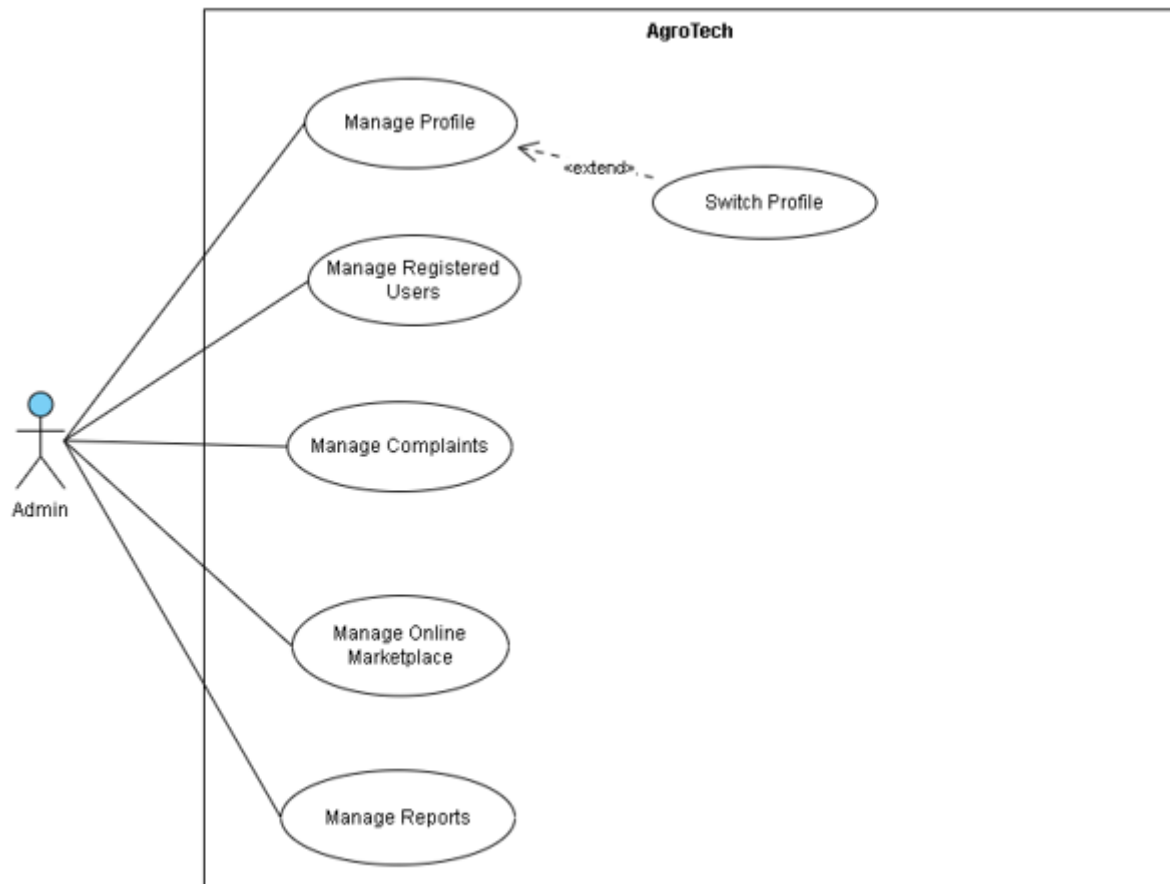 AgroTech
Manage Profile
<extend>
Switch Profile
Manage Registered
Users
Manage Complaints
Admin
Manage Online
Marketplace
Manage Reports